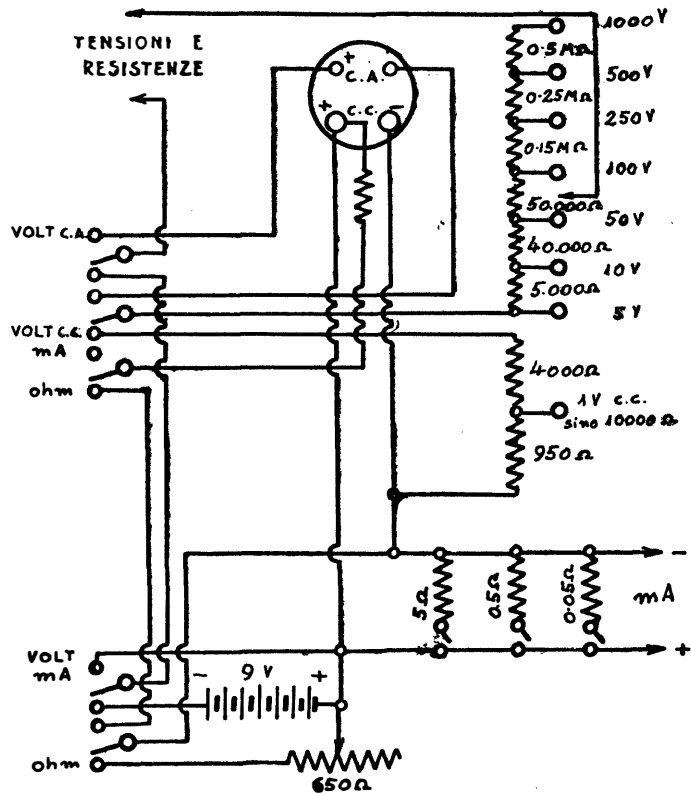 TENSIONI E
RESISTENZE
+
C.A.
+ C.C. −
1000V
0.5MΩ
500V
0.25MΩ
250V
0.15MΩ
100V
50.000Ω
50V
40.000Ω
10V
5.000Ω
5V
VOLT C.A.
VOLT C.C.
mA
ohm
4000Ω
1V c.c.
sino 10000Ω
950Ω
−
5Ω
0.5Ω
0.05Ω
mA
+
VOLT
mA
− 9V +
ohm
650Ω